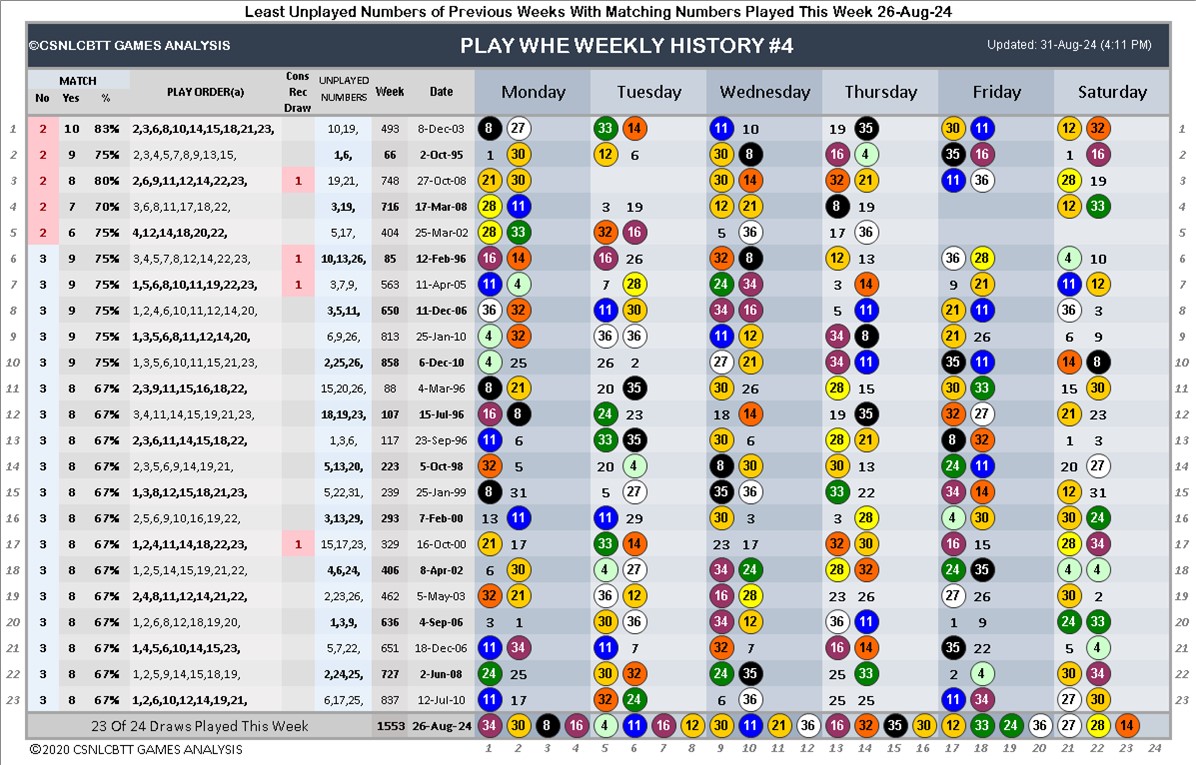 Least Unplayed Numbers of Previous Weeks With Matching Numbers Played This Week 26-Aug-24
©CSNLCBTT GAMES ANALYSIS PLAY WHE WEEKLY HISTORY #4 Updated: 31-Aug-24 (4:11 PM)
MATCH
No Yes % PLAY ORDER(a) Cons Rec Draw UNPLAYED NUMBERS Week Date Monday Tuesday Wednesday Thursday Friday Saturday
1 2 10 83% 2,3,6,8,10,14,15,18,21,23, 10,19, 493 8-Dec-03 8 27 33 14 11 10 19 35 30 11 12 32 1
2 2 9 75% 2,3,4,5,7,8,9,13,15, 1,6, 66 2-Oct-95 1 30 12 6 30 8 16 4 35 16 1 16 2
3 2 8 80% 2,6,9,11,12,14,22,23, 1 19,21, 748 27-Oct-08 21 30 30 14 32 21 11 36 28 19 3
4 2 7 70% 3,6,8,11,17,18,22, 3,19, 716 17-Mar-08 28 11 3 19 12 21 8 19 12 33 4
5 2 6 75% 4,12,14,18,20,22, 5,17, 404 25-Mar-02 28 33 32 16 5 36 17 36 5
6 3 9 75% 3,4,5,7,8,12,14,22,23, 1 10,13,26, 85 12-Feb-96 16 14 16 26 32 8 12 13 36 28 4 10 6
7 3 9 75% 1,5,6,8,10,11,19,22,23, 1 3,7,9, 563 11-Apr-05 11 4 7 28 24 34 3 14 9 21 11 12 7
8 3 9 75% 1,2,4,6,10,11,12,14,20, 3,5,11, 650 11-Dec-06 36 32 11 30 34 16 5 11 21 11 36 3 8
9 3 9 75% 1,3,5,6,8,11,12,14,20, 6,9,26, 813 25-Jan-10 4 32 36 36 11 12 34 8 21 26 6 9 9
10 3 9 75% 1,3,5,6,10,11,15,21,23 2,25,26, 858 6-Dec-10 4 25 26 2 27 21 34 11 35 11 14 8 10
11 3 8 67% 2,3,9,11,15,16,18,22, 15,20,26, 88 4-Mar-96 8 21 20 35 30 26 28 15 30 33 15 30 11
12 3 8 67% 3,4,11,14,15,19,21,23, 18,19,23, 107 15-Jul-96 16 8 24 23 18 14 19 35 32 27 21 23 12
13 3 8 67% 2,3,6,11,14,15,18,22, 1,3,6, 117 23-Sep-96 11 6 33 35 30 6 28 21 8 32 1 3 13
14 3 8 67% 2,3,5,6,9,14,19,21, 5,13,20, 223 5-Oct-98 32 5 20 4 8 30 30 13 24 11 20 27 14
15 3 8 67% 1,3,8,12,15,18,21,23, 5,22,31, 239 25-Jan-99 8 31 5 27 35 36 33 22 34 14 12 31 15
16 3 8 67% 2,5,6,9,10,16,19,22, 3,13,29, 293 7-Feb-00 13 11 11 29 30 3 3 28 4 30 30 24 16
17 3 8 67% 1,2,4,11,14,18,22,23, 1 15,17,23, 329 16-Oct-00 21 17 33 14 23 17 32 30 16 15 28 34 17
18 3 8 67% 1,2,5,14,15,19,21,22, 4,6,24, 406 8-Apr-02 6 30 4 27 34 24 28 32 24 35 4 4 18
19 3 8 67% 2,4,8,11,12,14,21,22, 2,23,26, 462 5-May-03 32 21 36 12 16 28 23 26 27 26 30 2 19
20 3 8 67% 1,2,6,8,12,18,19,20, 1,3,9, 636 4-Sep-06 3 1 30 36 34 12 36 11 1 9 24 33 20
21 3 8 67% 1,4,5,6,10,14,15,23, 5,7,22, 651 18-Dec-06 11 34 11 7 32 7 16 14 35 22 5 4 21
22 3 8 67% 1,2,5,9,14,15,18,19, 2,24,25, 727 2-Jun-08 24 25 30 32 24 35 25 33 2 4 30 34 22
23 3 8 67% 1,2,6,10,12,14,19,21, 6,17,25, 837 12-Jul-10 11 17 32 24 6 36 25 25 11 34 27 30 23
23 Of 24 Draws Played This Week 1553 26-Aug-24 34 30 8 16 4 11 16 12 30 11 21 36 16 32 35 30 12 33 24 36 27 28 14
©2020 CSNLCBTT GAMES ANALYSIS 1 2 3 4 5 6 7 8 9 10 11 12 13 14 15 16 17 18 19 20 21 22 23 24